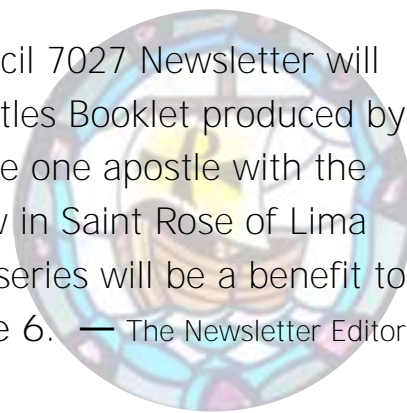 cil 7027 Newsletter will
tles Booklet produced by
e one apostle with the
in Saint Rose of Lima
series will be a benefit to
e 6. — The Newsletter Editor